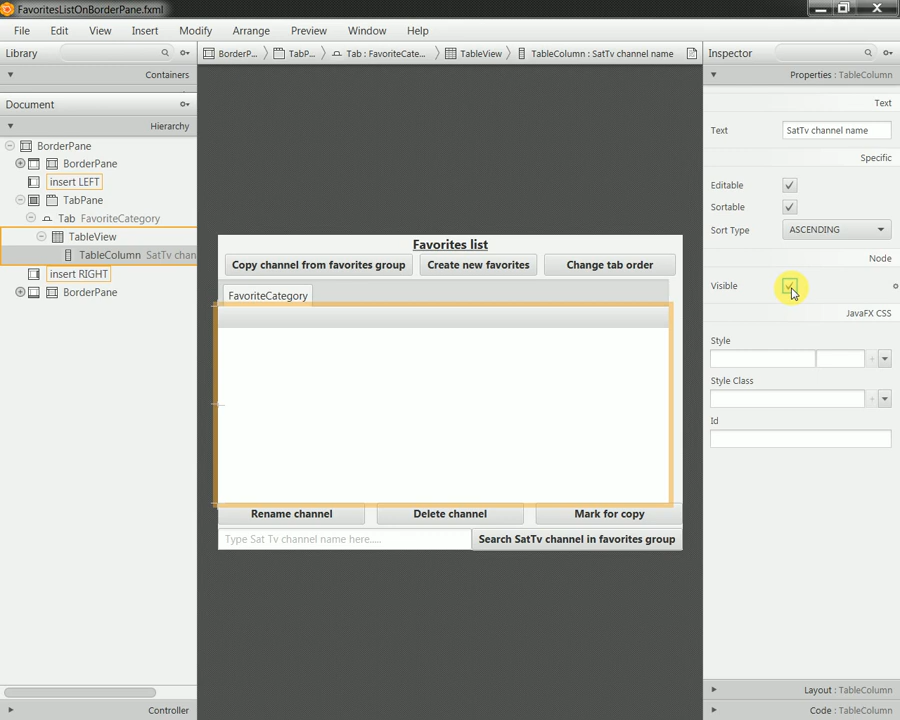 FavoritesListOnBorderPane.fxml
File Edit View Insert Modify Arrange Preview Window Help
Library
Containers
Document
Hierarchy
BorderPane
BorderPane
insert LEFT
TabPane
Tab FavoriteCategory
TableView
TableColumn SatTv chan
insert RIGHT
BorderPane
Controller
BorderP... TabP... Tab : FavoriteCate... TableView TableColumn : SatTv channel name
Favorites list
Copy channel from favorites group Create new favorites Change tab order
FavoriteCategory
Rename channel Delete channel Mark for copy
Type Sat Tv channel name here..... Search SatTv channel in favorites group
Inspector
Properties : TableColumn
Text
Text SatTv channel name
Specific
Editable
Sortable
Sort Type ASCENDING
Node
Visible
JavaFX CSS
Style
Style Class
Id
Layout : TableColumn
Code : TableColumn